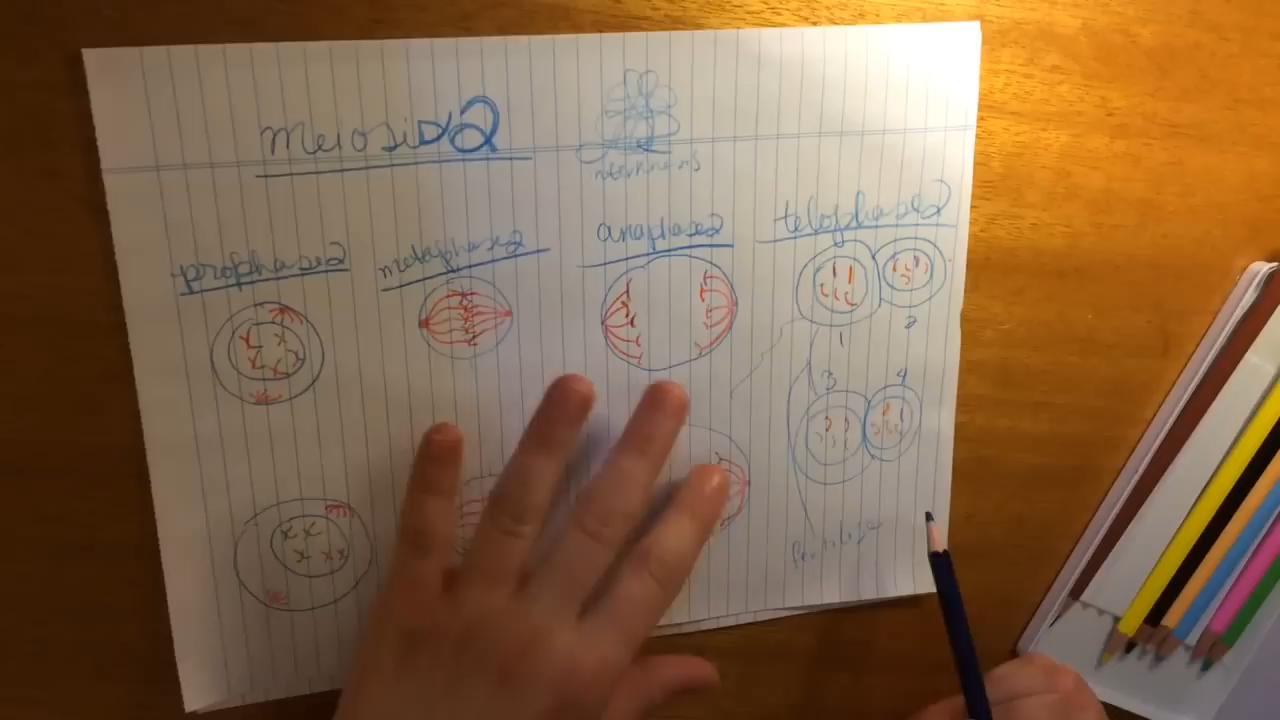 meiosis 2
prophase 2
metaphase 2
anaphase 2
telophase 2
1
2
3
4